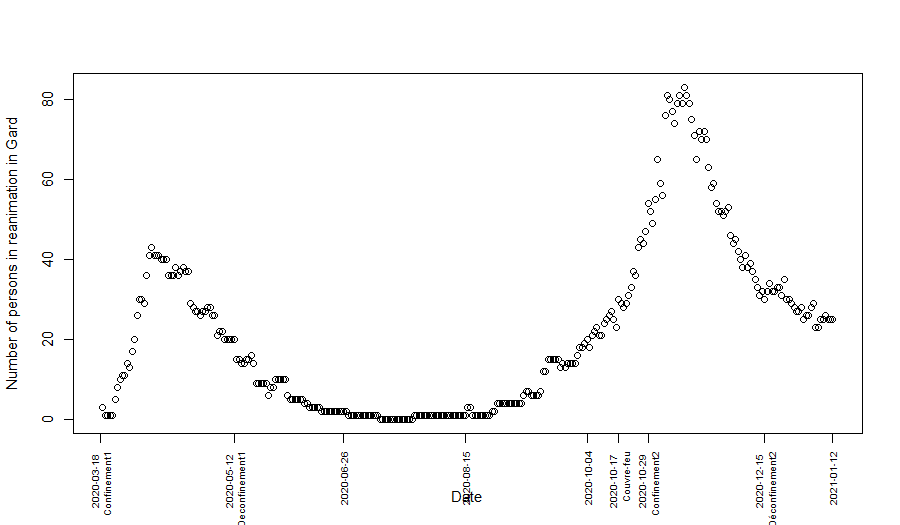 Number of persons in reanimation in Gard
80
60
40
20
0
2020-03-18
Confinement1
2020-05-12
Déconfinement1
2020-06-26
2020-08-15
2020-10-04
2020-10-17
Couvre-feu
2020-10-29
Confinement2
2020-12-15
Déconfinement2
2021-01-12
Date